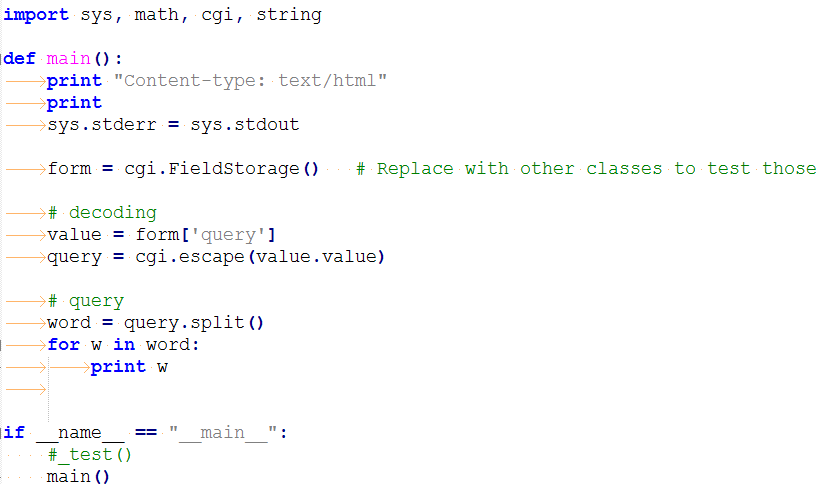 import sys, math, cgi, string
def main():
print "Content-type: text/html"
print
sys.stderr = sys.stdout
form = cgi.FieldStorage() # Replace with other classes to test those
# decoding
value = form['query']
query = cgi.escape(value.value)
# query
word = query.split()
for w in word:
print w
if __name__ == "__main__":
#_test()
main()